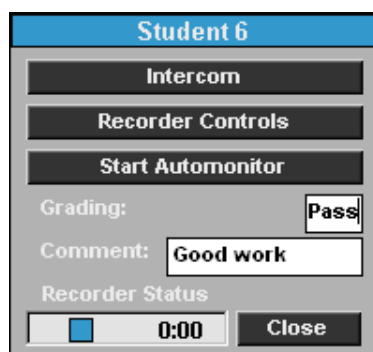 Student 6
Intercom
Recorder Controls
Start Automonitor
Grading: Pass
Comment: Good work
Recorder Status
0:00 Close